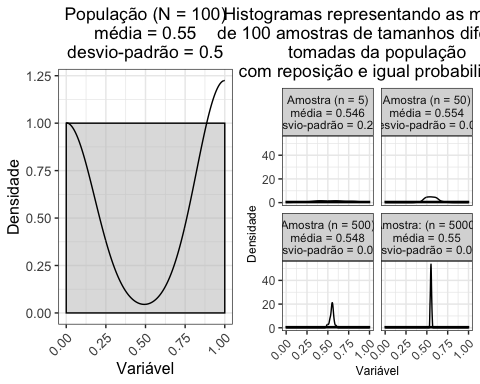 População (N = 100)
média = 0.55
desvio-padrão = 0.5
1.25
1.00
0.75
0.50
0.25
0.00
Densidade
0.00 0.25 0.50 0.75 1.00
Variável
Histogramas representando as m
de 100 amostras de tamanhos dif
tomadas da população
com reposição e igual probabili
Amostra (n = 5)
média = 0.546
svio-padrão = 0.2
Amostra (n = 50)
média = 0.554
svio-padrão = 0.0
40
20
0
Densidade
Amostra (n = 500)
média = 0.548
svio-padrão = 0.0
mostra: (n = 5000
média = 0.55
svio-padrão = 0.0
40
20
0
0.00 0.25 0.50 0.75 1.00 0.00 0.25 0.50 0.75 1.00
Variável